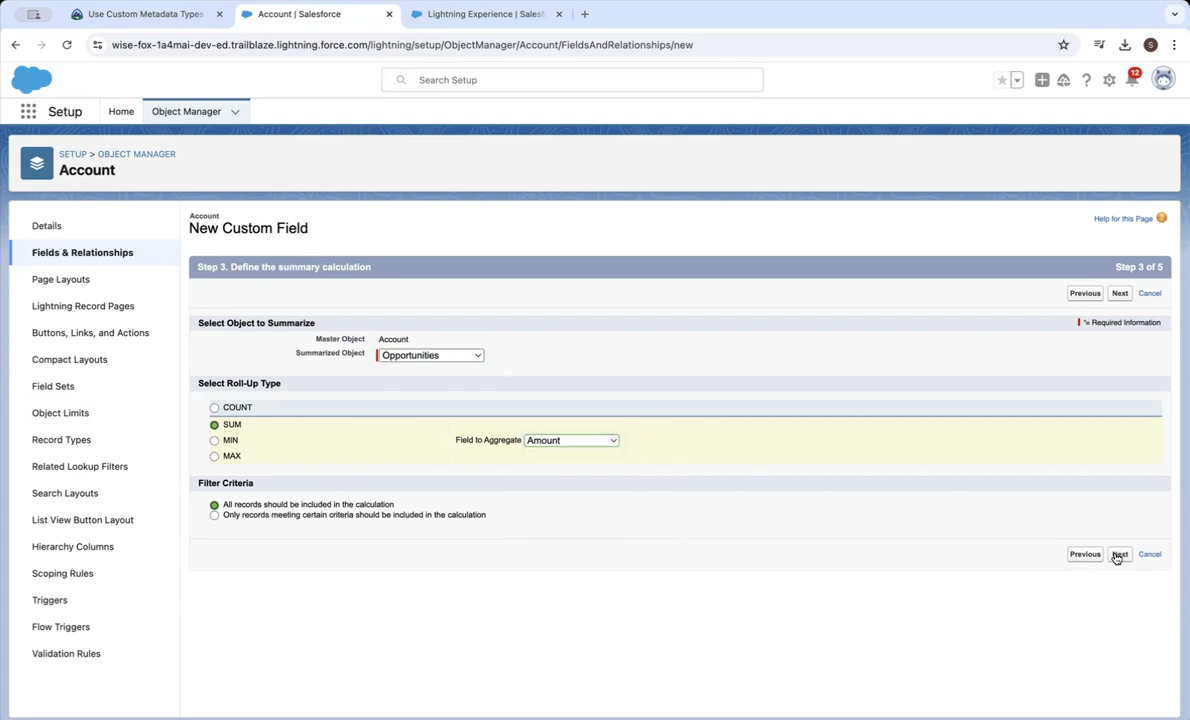 Use Custom Metadata Types
Account | Salesforce
Lightning Experience | Salesf
wise-fox-1a4mai-dev-ed.trailblaze.lightning.force.com/lightning/setup/ObjectManager/Account/FieldsAndRelationships/new
S
Search Setup
12
Setup
Home
Object Manager
SETUP > OBJECT MANAGER
Account
Details
Fields & Relationships
Page Layouts
Lightning Record Pages
Buttons, Links, and Actions
Compact Layouts
Field Sets
Object Limits
Record Types
Related Lookup Filters
Search Layouts
List View Button Layout
Hierarchy Columns
Scoping Rules
Triggers
Flow Triggers
Validation Rules
Account
New Custom Field
Help for this Page
Step 3. Define the summary calculation
Step 3 of 5
Previous
Next
Cancel
Select Object to Summarize
= Required Information
Master Object
Account
Summarized Object
Opportunities
Select Roll-Up Type
COUNT
SUM
MIN
MAX
Field to Aggregate
Amount
Filter Criteria
All records should be included in the calculation
Only records meeting certain criteria should be included in the calculation
Previous
Next
Cancel